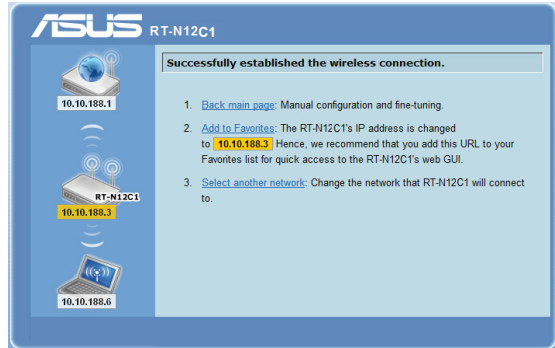 ASUS RT-N12C1
10.10.188.1
RT-N12C1
10.10.188.3
10.10.188.6
Successfully established the wireless connection.
1. Back main page: Manual configuration and fine-tuning.
2. Add to Favorites: The RT-N12C1's IP address is changed
to 10.10.188.3 Hence, we recommend that you add this URL to your
Favorites list for quick access to the RT-N12C1's web GUI.
3. Select another network: Change the network that RT-N12C1 will connect
to.